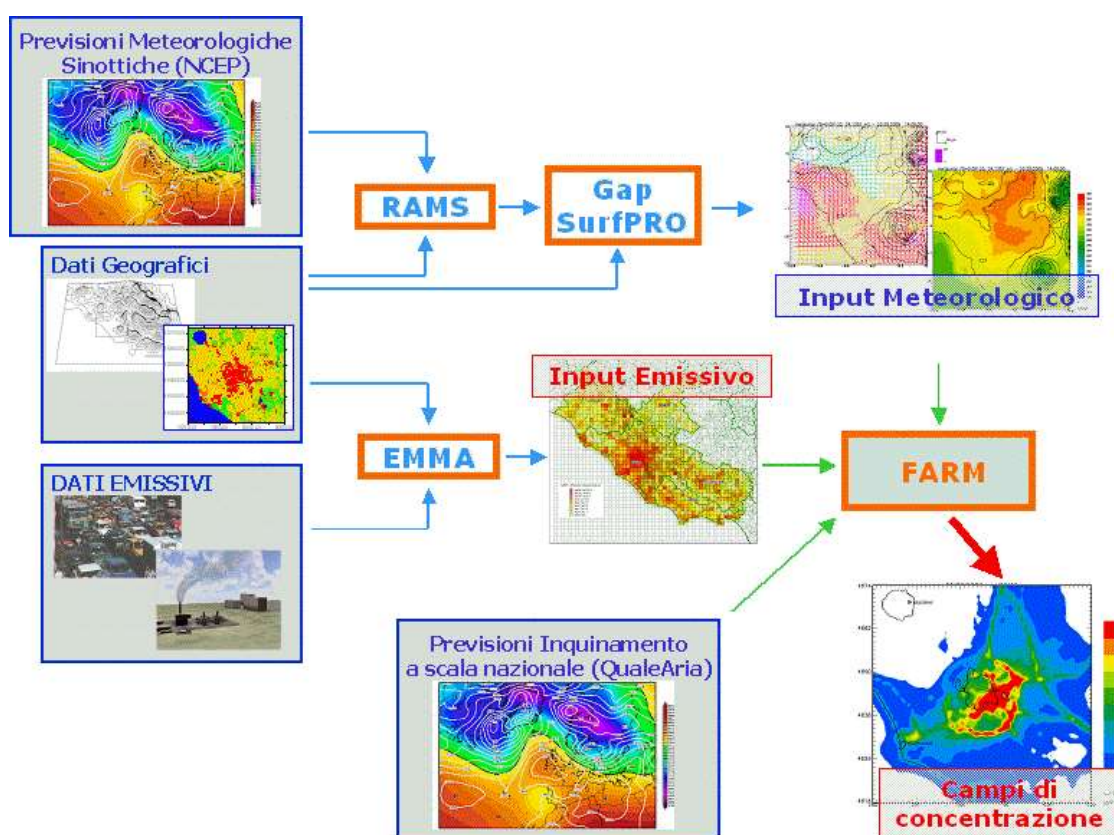 Previsioni Meteorologiche
Sinottiche (NCEP)
RAMS
Gap
SurfPRO
Input Meteorologico
Dati Geografici
Input Emissivo
EMMA
FARM
DATI EMISSIVI
Previsioni Inquinamento
a scala nazionale (QualeAria)
Campi di
concentrazione